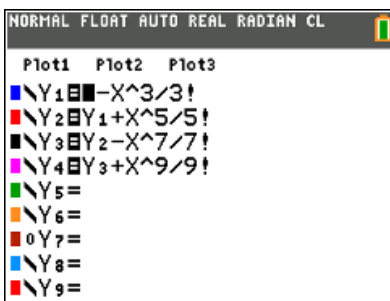 NORMAL FLOAT AUTO REAL RADIAN CL
Plot1 Plot2 Plot3
\Y₁=-X^3/3!
\Y₂=Y₁+X^5/5!
\Y₃=Y₂-X^7/7!
\Y₄=Y₃+X^9/9!
\Y₅=
\Y₆=
0Y₇=
\Y₈=
\Y₉=